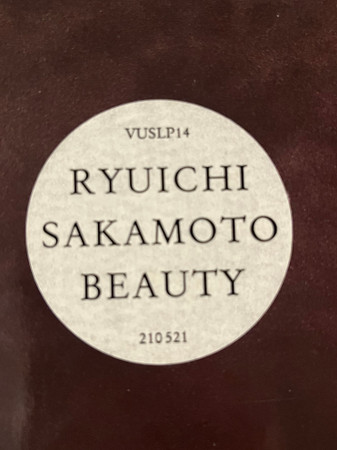 VUSLP14
RYUICHI
SAKAMOTO
BEAUTY
210521